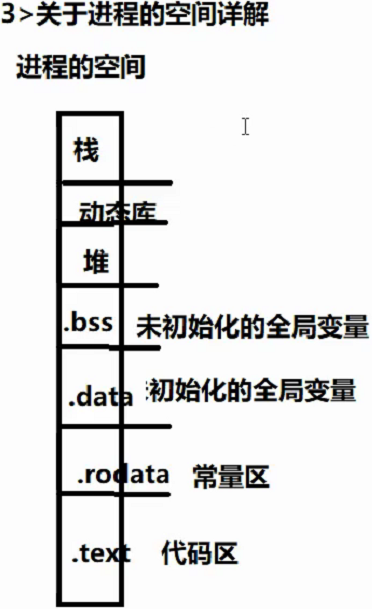 3>关于进程的空间详解
进程的空间
栈
动态库
堆
.bss 未初始化的全局变量
.data 初始化的全局变量
.rodata 常量区
.text 代码区